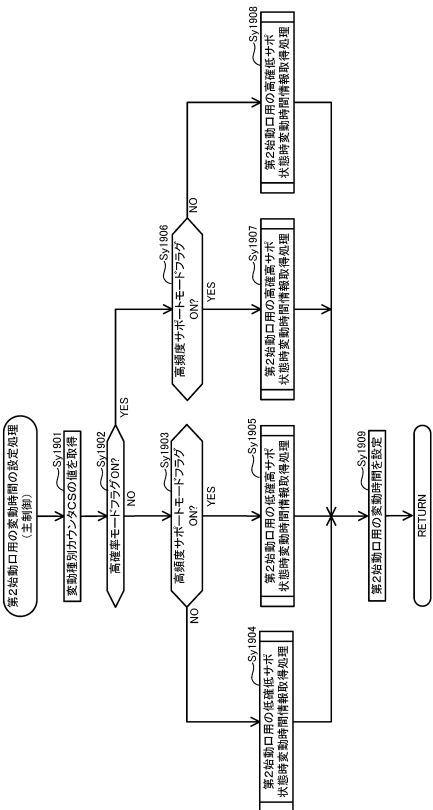 第2始動口用の変動時間の設定処理
(主制御)
Sy1901
変動種別カウンタCSの値を取得
Sy1902
高確率モードフラグON?
YES
NO
Sy1903
高頻度サポートモードフラグ
ON?
NO
YES
Sy1906
高頻度サポートモードフラグ
ON?
NO
YES
Sy1904
第2始動口用の低確低サポ
状態時変動時間情報取得処理
Sy1905
第2始動口用の低確高サポ
状態時変動時間情報取得処理
Sy1907
第2始動口用の高確高サポ
状態時変動時間情報取得処理
Sy1908
第2始動口用の高確低サポ
状態時変動時間情報取得処理
Sy1909
第2始動口用の変動時間を設定
RETURN